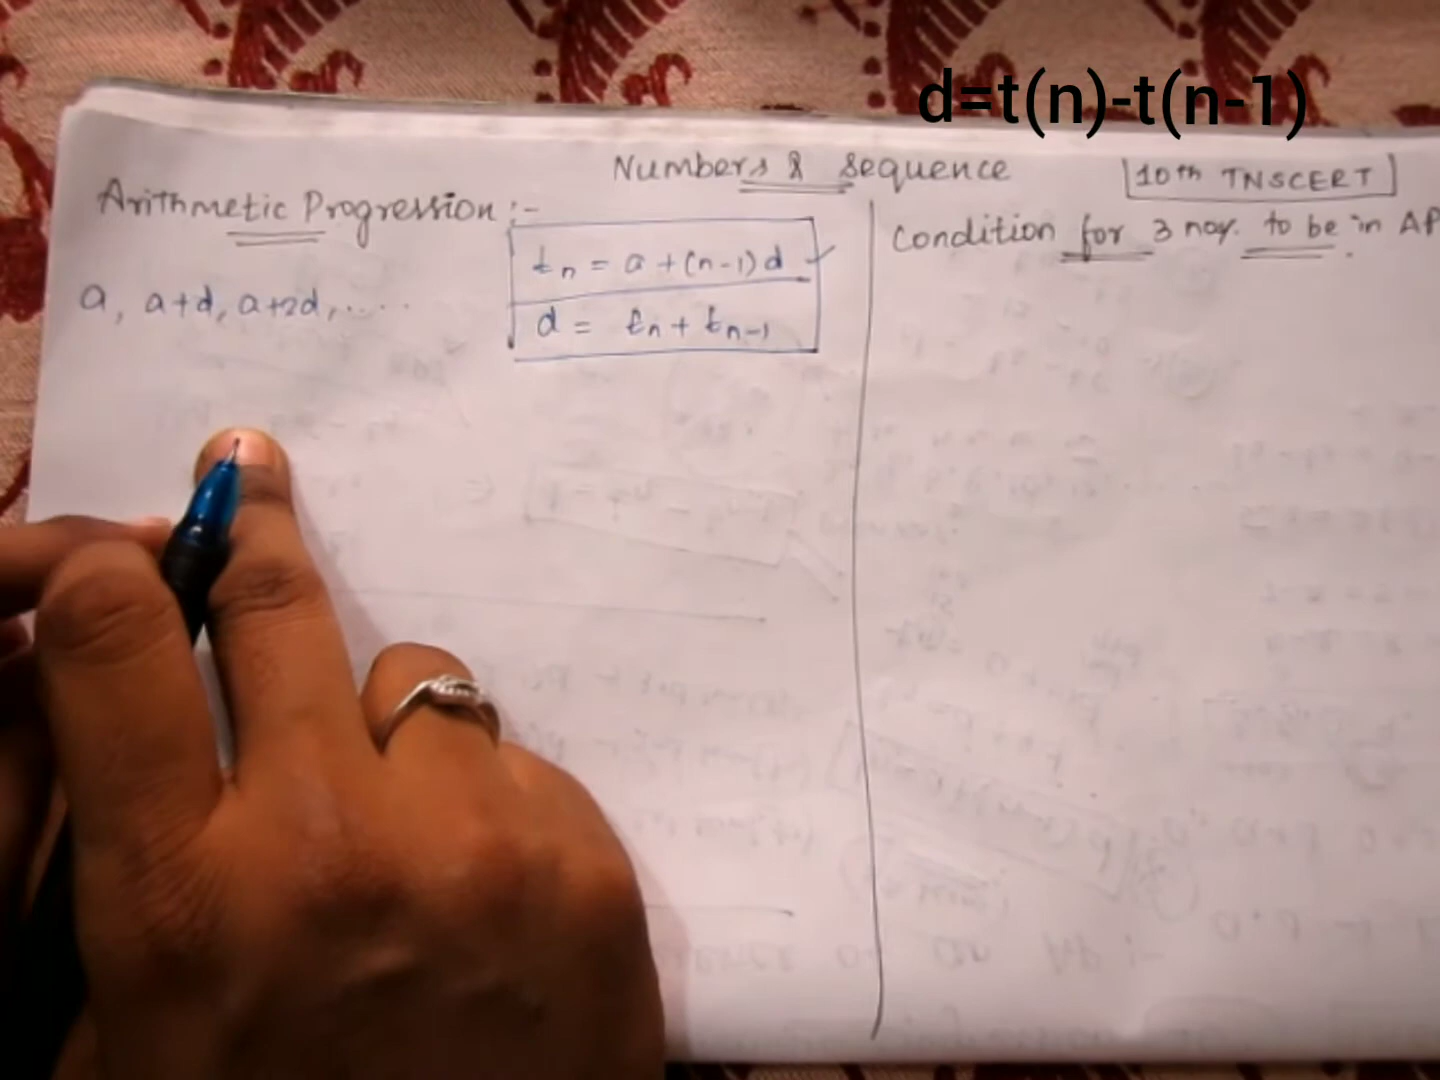 d=t(n)-t(n-1)
Numbers & Sequence
10th TNSCERT
Arithmetic Progression :-
a, a+d, a+2d, .....
tn = a + (n-1) d
d = tn + tn-1
Condition for 3 nos. to be in AP